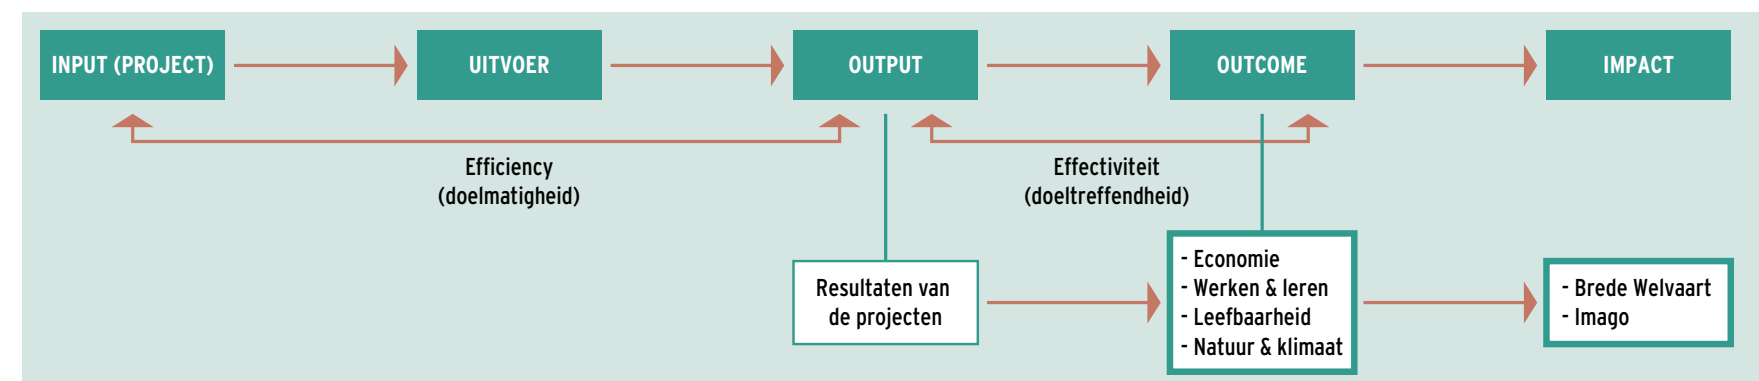 INPUT (PROJECT)
UITVOER
OUTPUT
OUTCOME
IMPACT
Efficiency
(doelmatigheid)
Effectiviteit
(doeltreffendheid)
Resultaten van
de projecten
- Economie
- Werken & leren
- Leefbaarheid
- Natuur & klimaat
- Brede Welvaart
- Imago